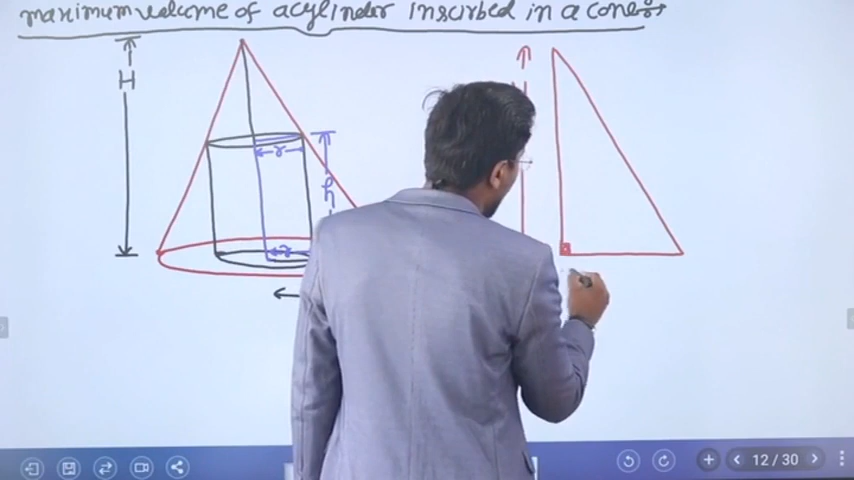 maximum volume of a cylinder inscribed in a cone:→
H
r
h
r
12 / 30